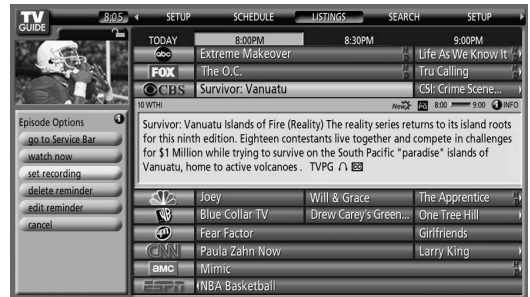 TV GUIDE
8:05
SETUP SCHEDULE LISTINGS SEARCH SETUP
TODAY 8:00PM 8:30PM 9:00PM
abc Extreme Makeover HD Life As We Know It HD
FOX The O.C. HD Tru Calling
CBS Survivor: Vanuatu CSI: Crime Scene...
10 WTHI New 8:00 9:00 INFO
Survivor: Vanuatu Islands of Fire (Reality) The reality series returns to its island roots
for this ninth edition. Eighteen contestants live together and compete in challenges
for $1 Million while trying to survive on the South Pacific "paradise" islands of
Vanuatu, home to active volcanoes . TVPG CC
Episode Options
go to Service Bar
watch now
set recording
delete reminder
edit reminder
cancel
Joey Will & Grace The Apprentice
WB Blue Collar TV Drew Carey's Green... One Tree Hill
Fear Factor Girlfriends
CNN Paula Zahn Now Larry King
amc Mimic
ESPN NBA Basketball